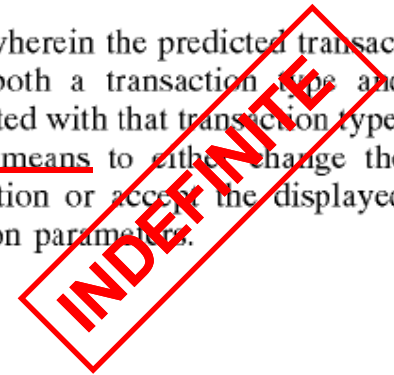 wherein the predicted transac
both a transaction type and
ted with that transaction type
means to either change the
tion or accept the displayed
on parameters.
INDEFINITE